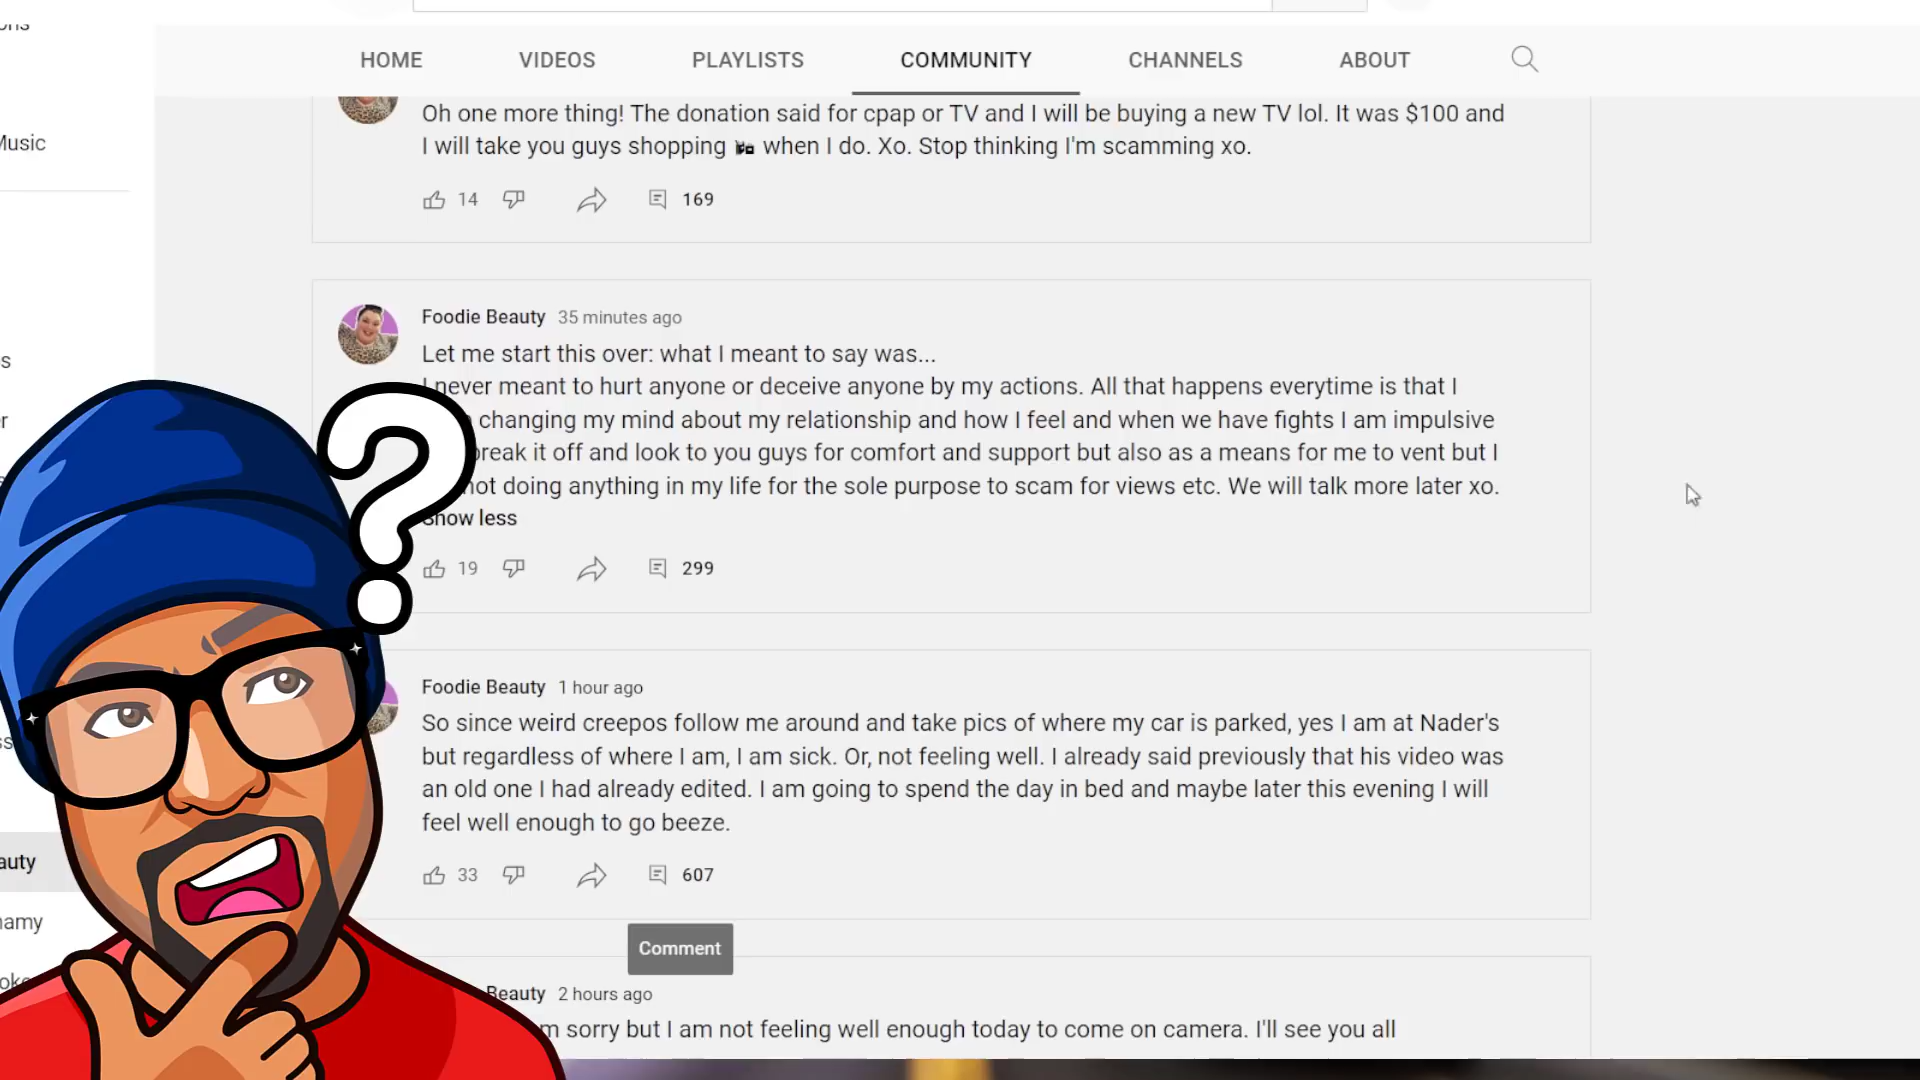 HOME VIDEOS PLAYLISTS COMMUNITY CHANNELS ABOUT
Music
Oh one more thing! The donation said for cpap or TV and I will be buying a new TV lol. It was $100 and
I will take you guys shopping when I do. Xo. Stop thinking I'm scamming xo.
14 169
Foodie Beauty 35 minutes ago
Let me start this over: what I meant to say was...
I never meant to hurt anyone or deceive anyone by my actions. All that happens everytime is that I
changing my mind about my relationship and how I feel and when we have fights I am impulsive
break it off and look to you guys for comfort and support but also as a means for me to vent but I
not doing anything in my life for the sole purpose to scam for views etc. We will talk more later xo.
Show less
19 299
?
Foodie Beauty 1 hour ago
So since weird creepos follow me around and take pics of where my car is parked, yes I am at Nader's
but regardless of where I am, I am sick. Or, not feeling well. I already said previously that his video was
an old one I had already edited. I am going to spend the day in bed and maybe later this evening I will
feel well enough to go beeze.
33 607
Comment
Beauty 2 hours ago
sorry but I am not feeling well enough today to come on camera. I'll see you all